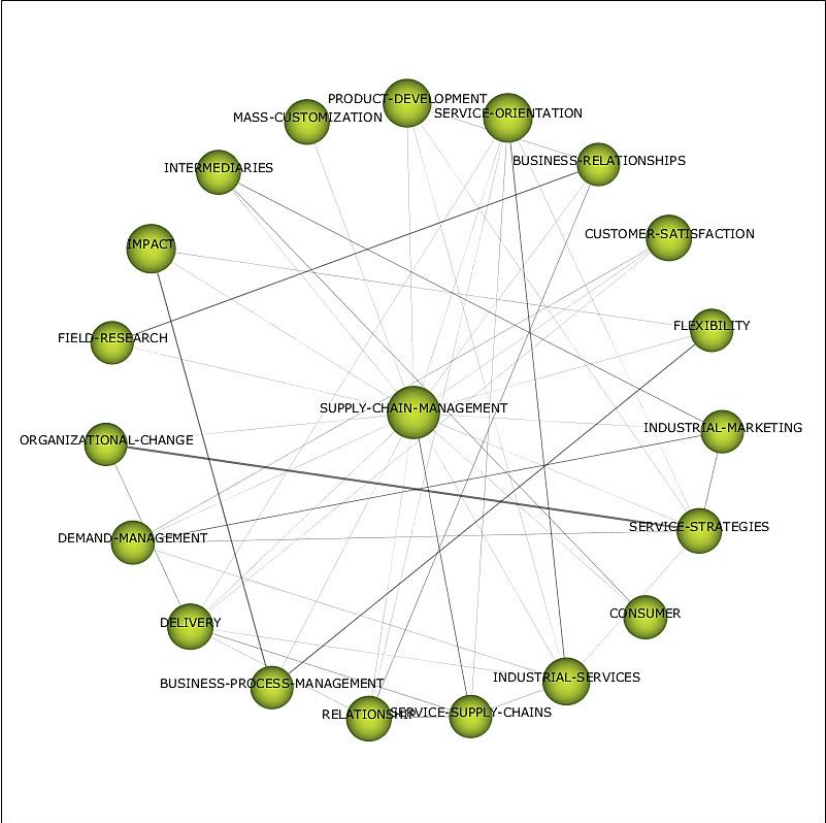 PRODUCT-DEVELOPMENT
SERVICE-ORIENTATION
MASS-CUSTOMIZATION
BUSINESS-RELATIONSHIPS
INTERMEDIARIES
CUSTOMER-SATISFACTION
IMPACT
FLEXIBILITY
FIELD-RESEARCH
SUPPLY-CHAIN-MANAGEMENT
INDUSTRIAL-MARKETING
ORGANIZATIONAL-CHANGE
SERVICE-STRATEGIES
DEMAND-MANAGEMENT
CONSUMER
DELIVERY
INDUSTRIAL-SERVICES
BUSINESS-PROCESS-MANAGEMENT
RELATIONSHIP
SERVICE-SUPPLY-CHAINS